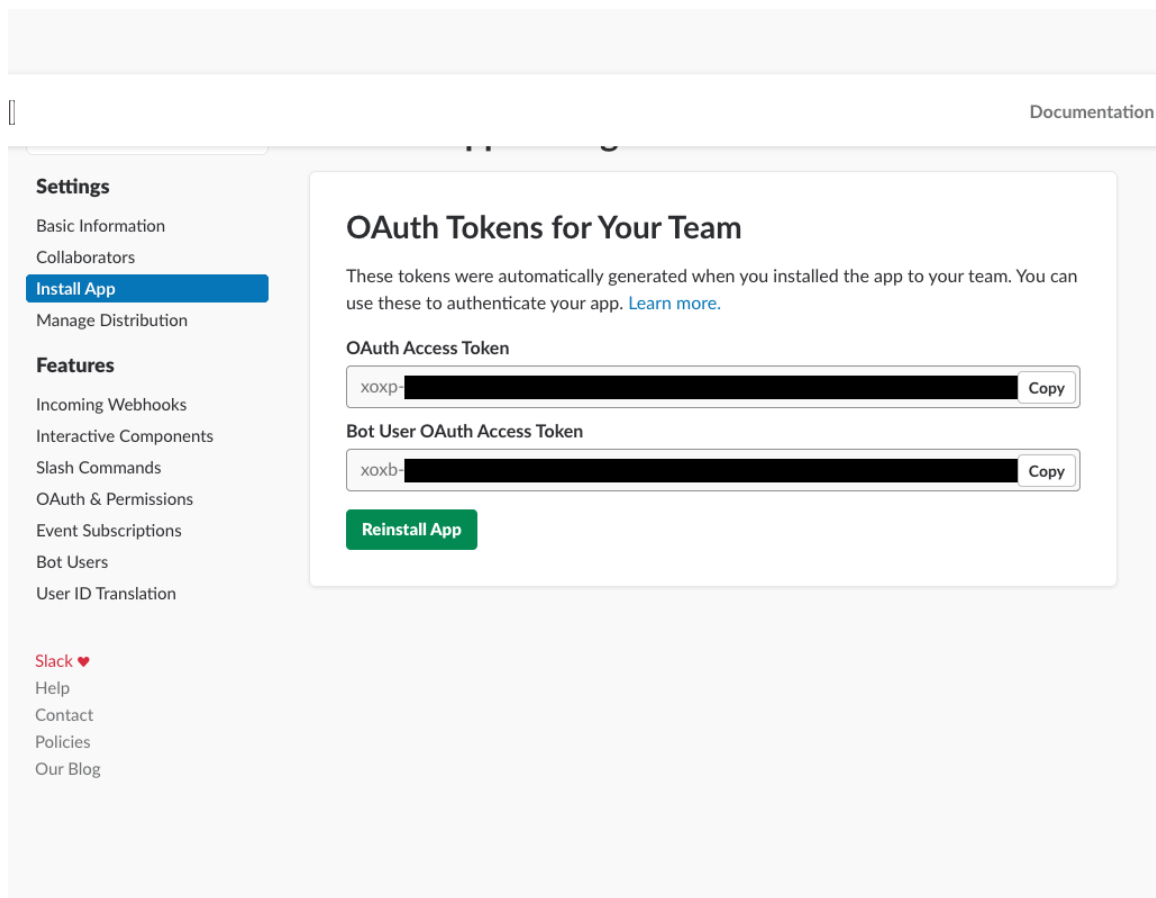 Documentation
Settings
Basic Information
Collaborators
Install App
Manage Distribution
Features
Incoming Webhooks
Interactive Components
Slash Commands
OAuth & Permissions
Event Subscriptions
Bot Users
User ID Translation
Slack ♥
Help
Contact
Policies
Our Blog
OAuth Tokens for Your Team
These tokens were automatically generated when you installed the app to your team. You can
use these to authenticate your app. Learn more.
OAuth Access Token
xoxp-
Copy
Bot User OAuth Access Token
xoxb-
Copy
Reinstall App